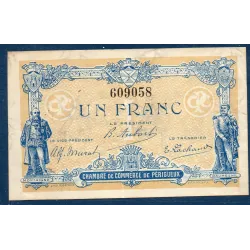 609058
UN FRANC
LE PRÉSIDENT
LE VICE-PRÉSIDENT
LE TRÉSORIER
CHAMBRE DE COMMERCE DE PÉRIGUEUX